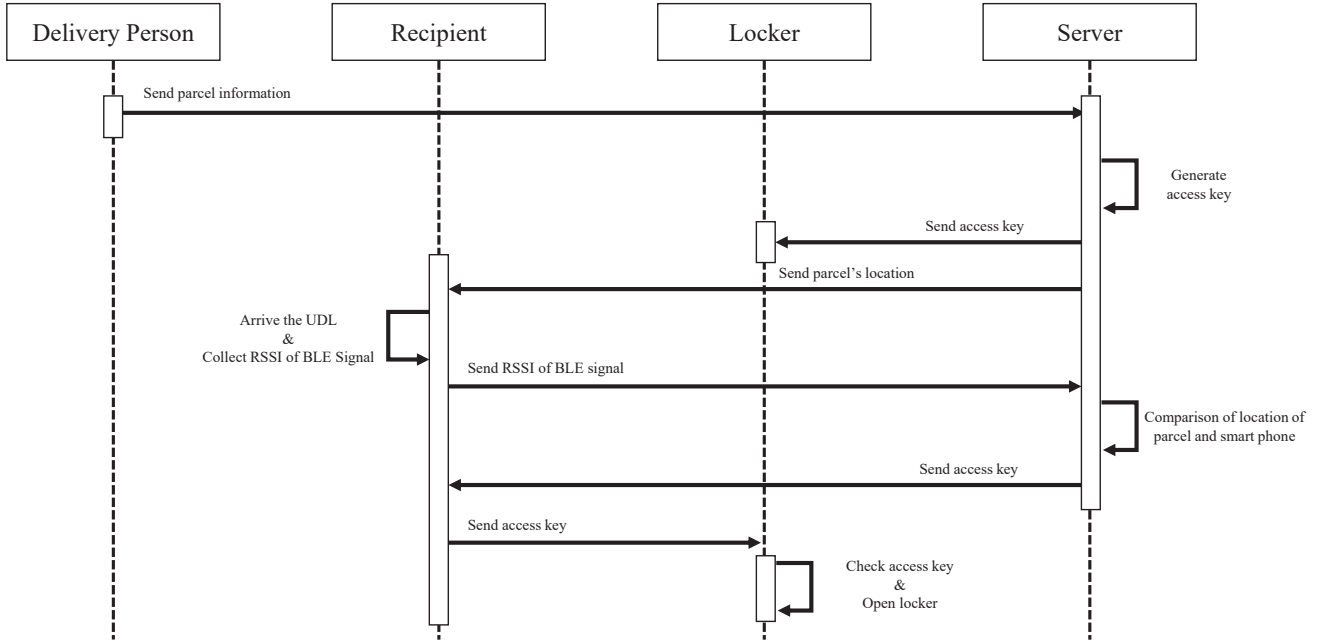 Delivery Person
Recipient
Locker
Server
Send parcel information
Generate
access key
Send access key
Send parcel’s location
Arrive the UDL
&
Collect RSSI of BLE Signal
Send RSSI of BLE signal
Comparison of location of
parcel and smart phone
Send access key
Send access key
Check access key
&
Open locker